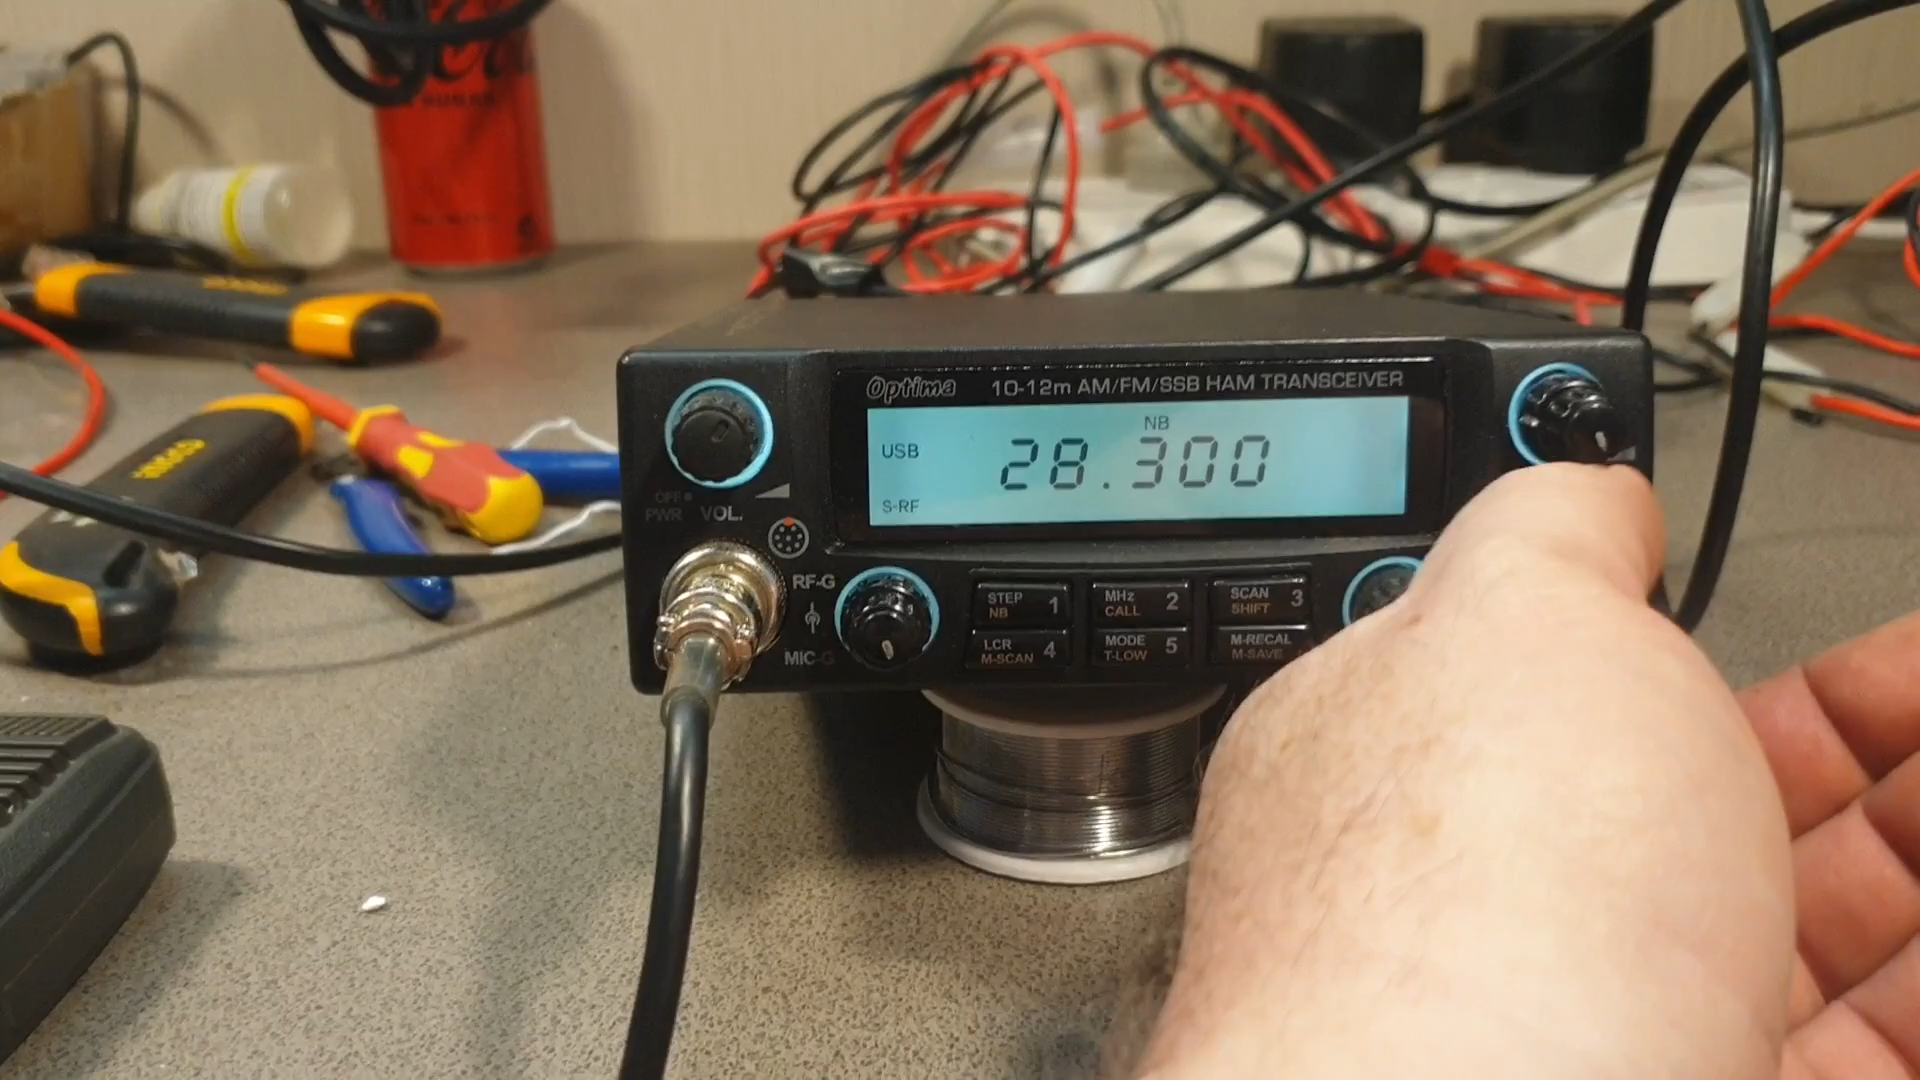 Optima 10-12m AM/FM/SSB HAM TRANSCEIVER
NB
USB 28.300
S-RF
OFF
PWR VOL.
RF-G
MIC-G
STEP 1
NB
MHz 2
CALL
SCAN 3
SHIFT
LCR 4
M-SCAN
MODE 5
T-LOW
M-RECAL
M-SAVE